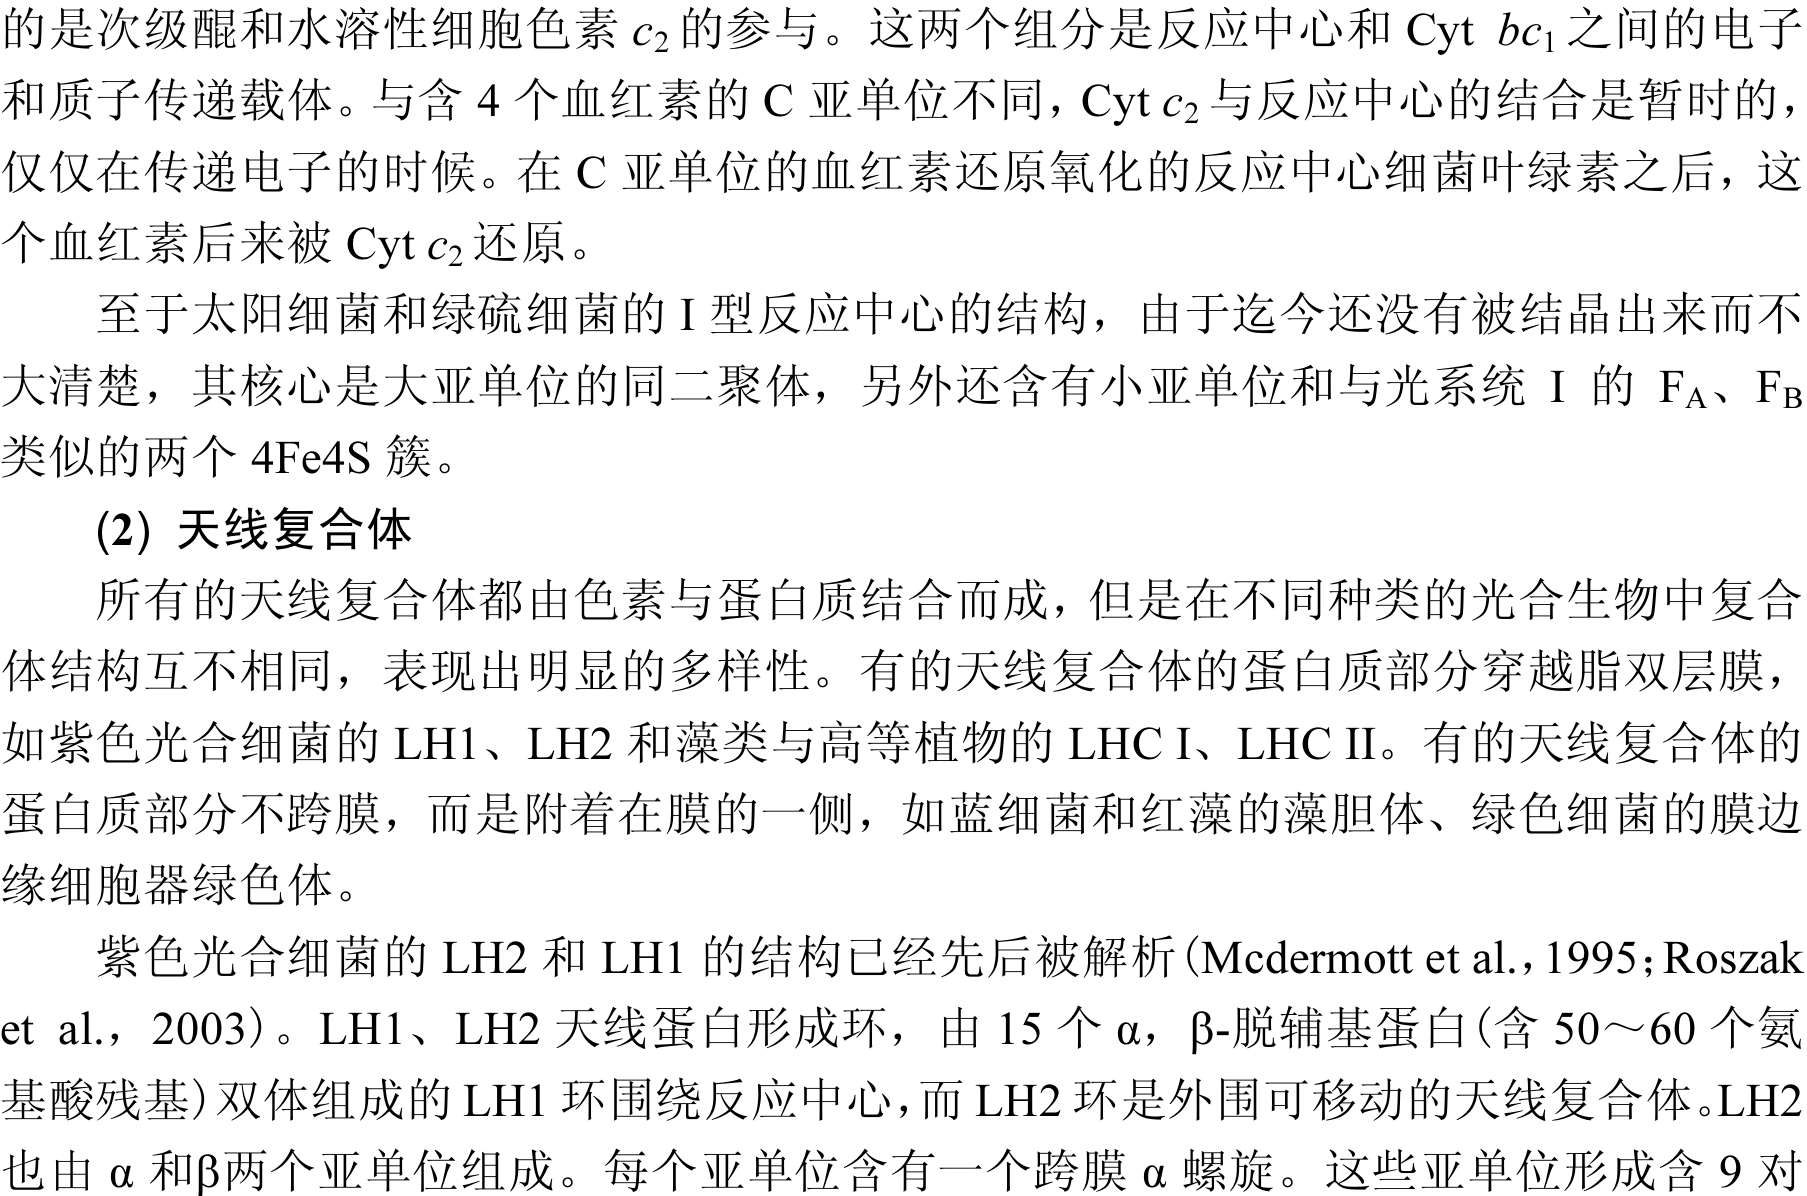 的是次级醌和水溶性细胞色素 c2 的参与。这两个组分是反应中心和 Cyt bc1 之间的电子
和质子传递载体。与含 4 个血红素的 C 亚单位不同，Cyt c2 与反应中心的结合是暂时的，
仅仅在传递电子的时候。在 C 亚单位的血红素还原氧化的反应中心细菌叶绿素之后，这
个血红素后来被 Cyt c2 还原。
至于太阳细菌和绿硫细菌的 I 型反应中心的结构，由于迄今还没有被结晶出来而不
大清楚，其核心是大亚单位的同二聚体，另外还含有小亚单位和与光系统 I 的 FA、FB
类似的两个 4Fe4S 簇。
(2) 天线复合体
所有的天线复合体都由色素与蛋白质结合而成，但是在不同种类的光合生物中复合
体结构互不相同，表现出明显的多样性。有的天线复合体的蛋白质部分穿越脂双层膜，
如紫色光合细菌的 LH1、LH2 和藻类与高等植物的 LHC I、LHC II。有的天线复合体的
蛋白质部分不跨膜，而是附着在膜的一侧，如蓝细菌和红藻的藻胆体、绿色细菌的膜边
缘细胞器绿色体。
紫色光合细菌的 LH2 和 LH1 的结构已经先后被解析（Mcdermott et al.，1995；Roszak
et al.，2003）。LH1、LH2 天线蛋白形成环，由 15 个 α，β-脱辅基蛋白（含 50～60 个氨
基酸残基）双体组成的 LH1 环围绕反应中心，而 LH2 环是外围可移动的天线复合体。LH2
也由 α 和β两个亚单位组成。每个亚单位含有一个跨膜 α 螺旋。这些亚单位形成含 9 对